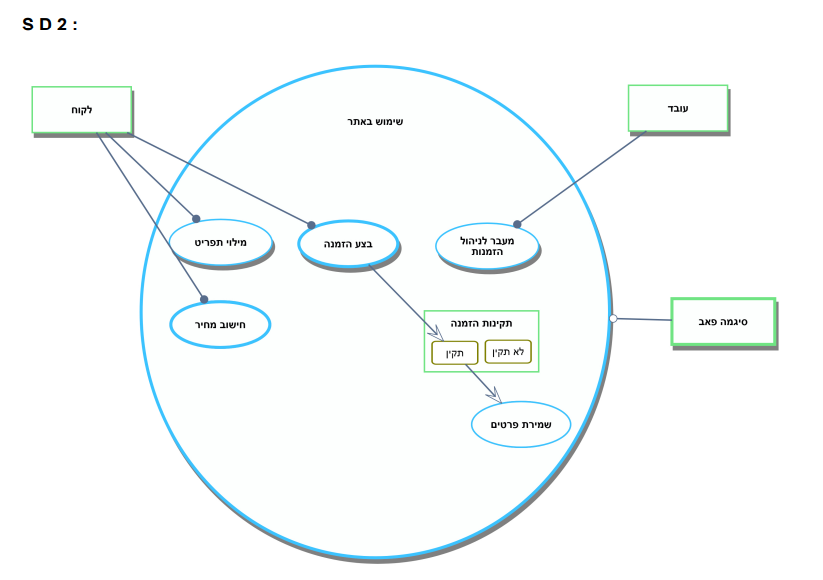 SD2:
לקוח
עובד
שימוש באתר
מילוי תפריט
בצע הזמנה
מעבר לניהול
הזמנות
חישוב מחיר
תקינות הזמנה
לא תקין
תקין
סיגמה פאב
שמירת פרטים